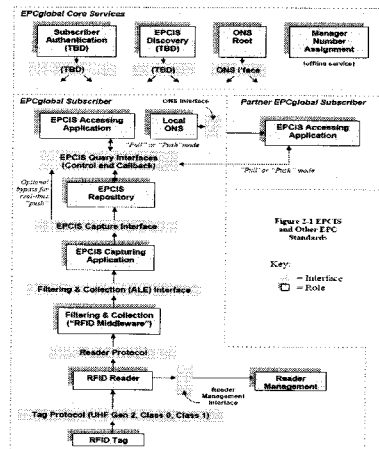 EPCglobal Core Services
Subscriber
Authentication
(TBD)
EPCIS
Discovery
(TBD)
ONS
Root
Manager
Number
Assignment
(offline service)
(TBD)
(TBD)
ONS I'face
EPCglobal Subscriber
ONS Interface
Partner EPCglobal Subscriber
EPCIS Accessing
Application
Local
ONS
EPCIS Accessing
Application
"Pull" or "Push" mode
"Pull" or "Push" mode
EPCIS Query Interfaces
(Control and Callback)
Optional
bypass for
real-time
"push"
EPCIS
Repository
EPCIS Capture Interface
EPCIS Capturing
Application
Figure 2-1 EPCIS
and Other EPC
Standards
Key:
= Interface
= Role
Filtering & Collection (ALE) Interface
Filtering & Collection
("RFID Middleware")
Reader Protocol
RFID Reader
Reader
Management
Interface
Reader
Management
Tag Protocol (UHF Gen 2, Class 0, Class 1)
RFID Tag